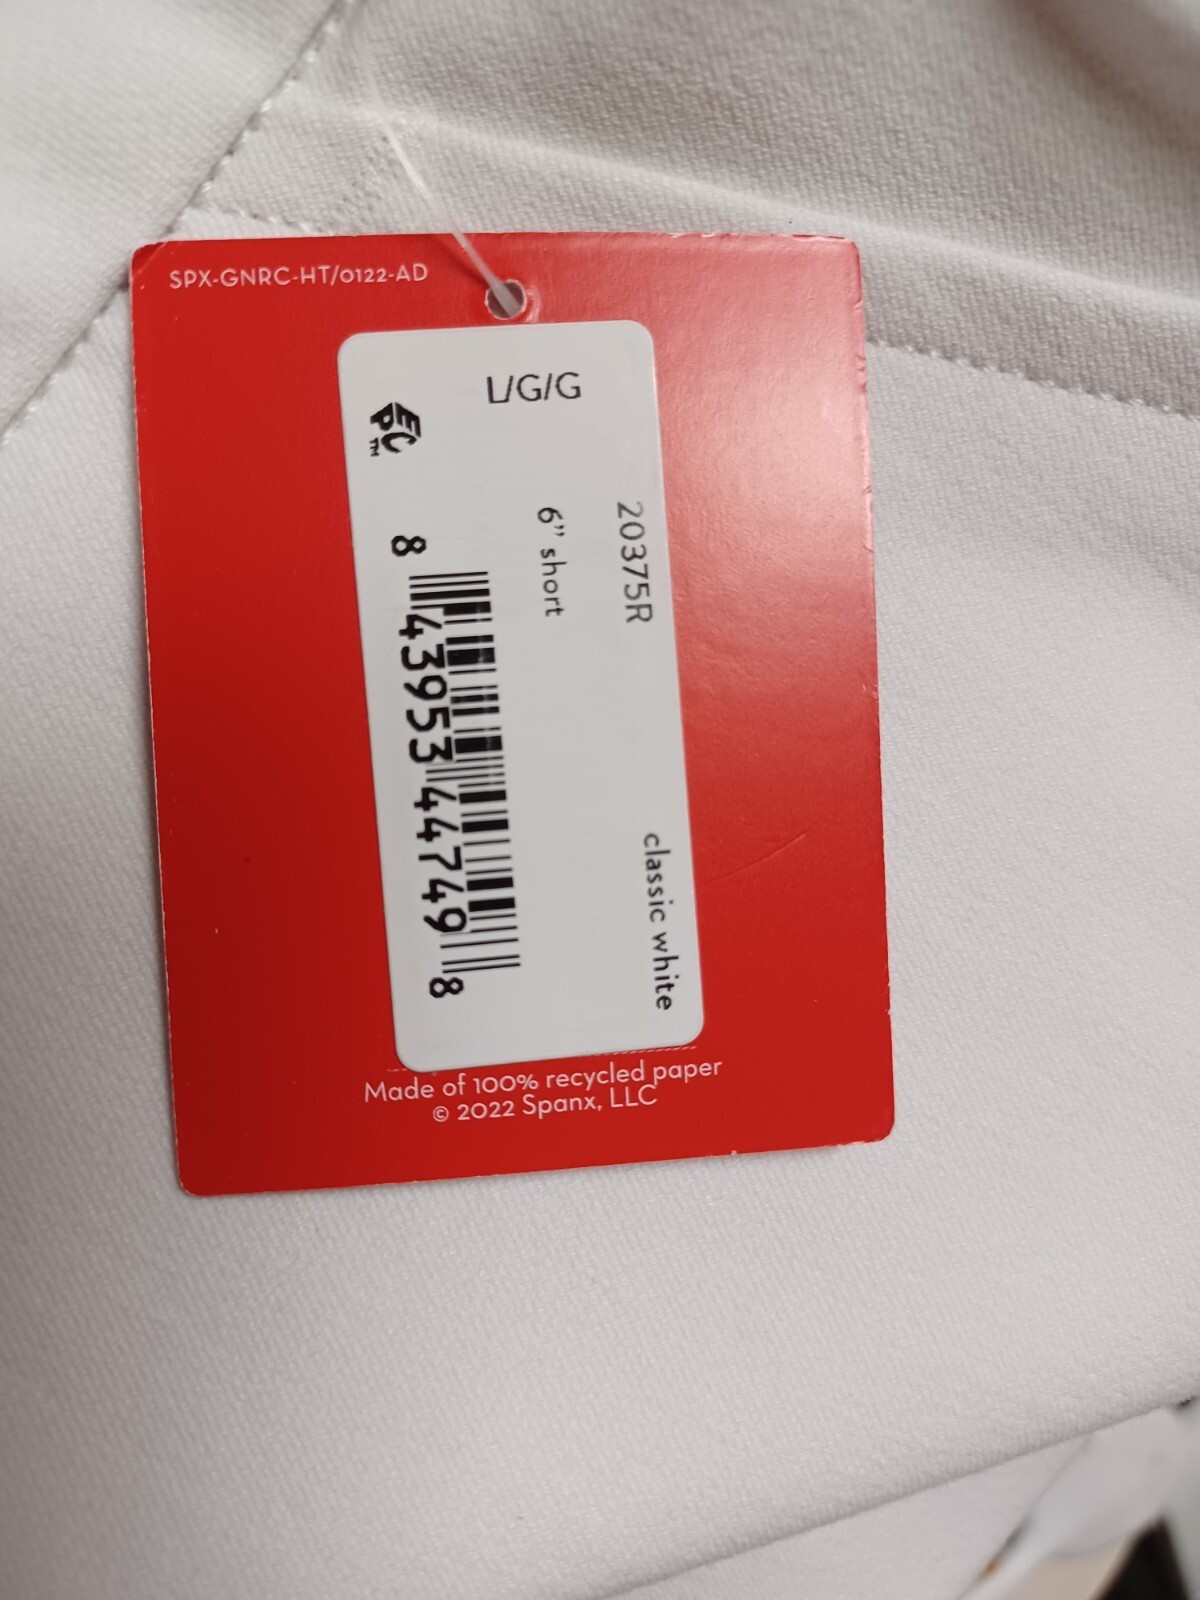 SPX-GNRC-HT/0122-AD
L/G/G
20375R
classic white
6" short
EPC™
8 43953 44749 8
Made of 100% recycled paper
© 2022 Spanx, LLC